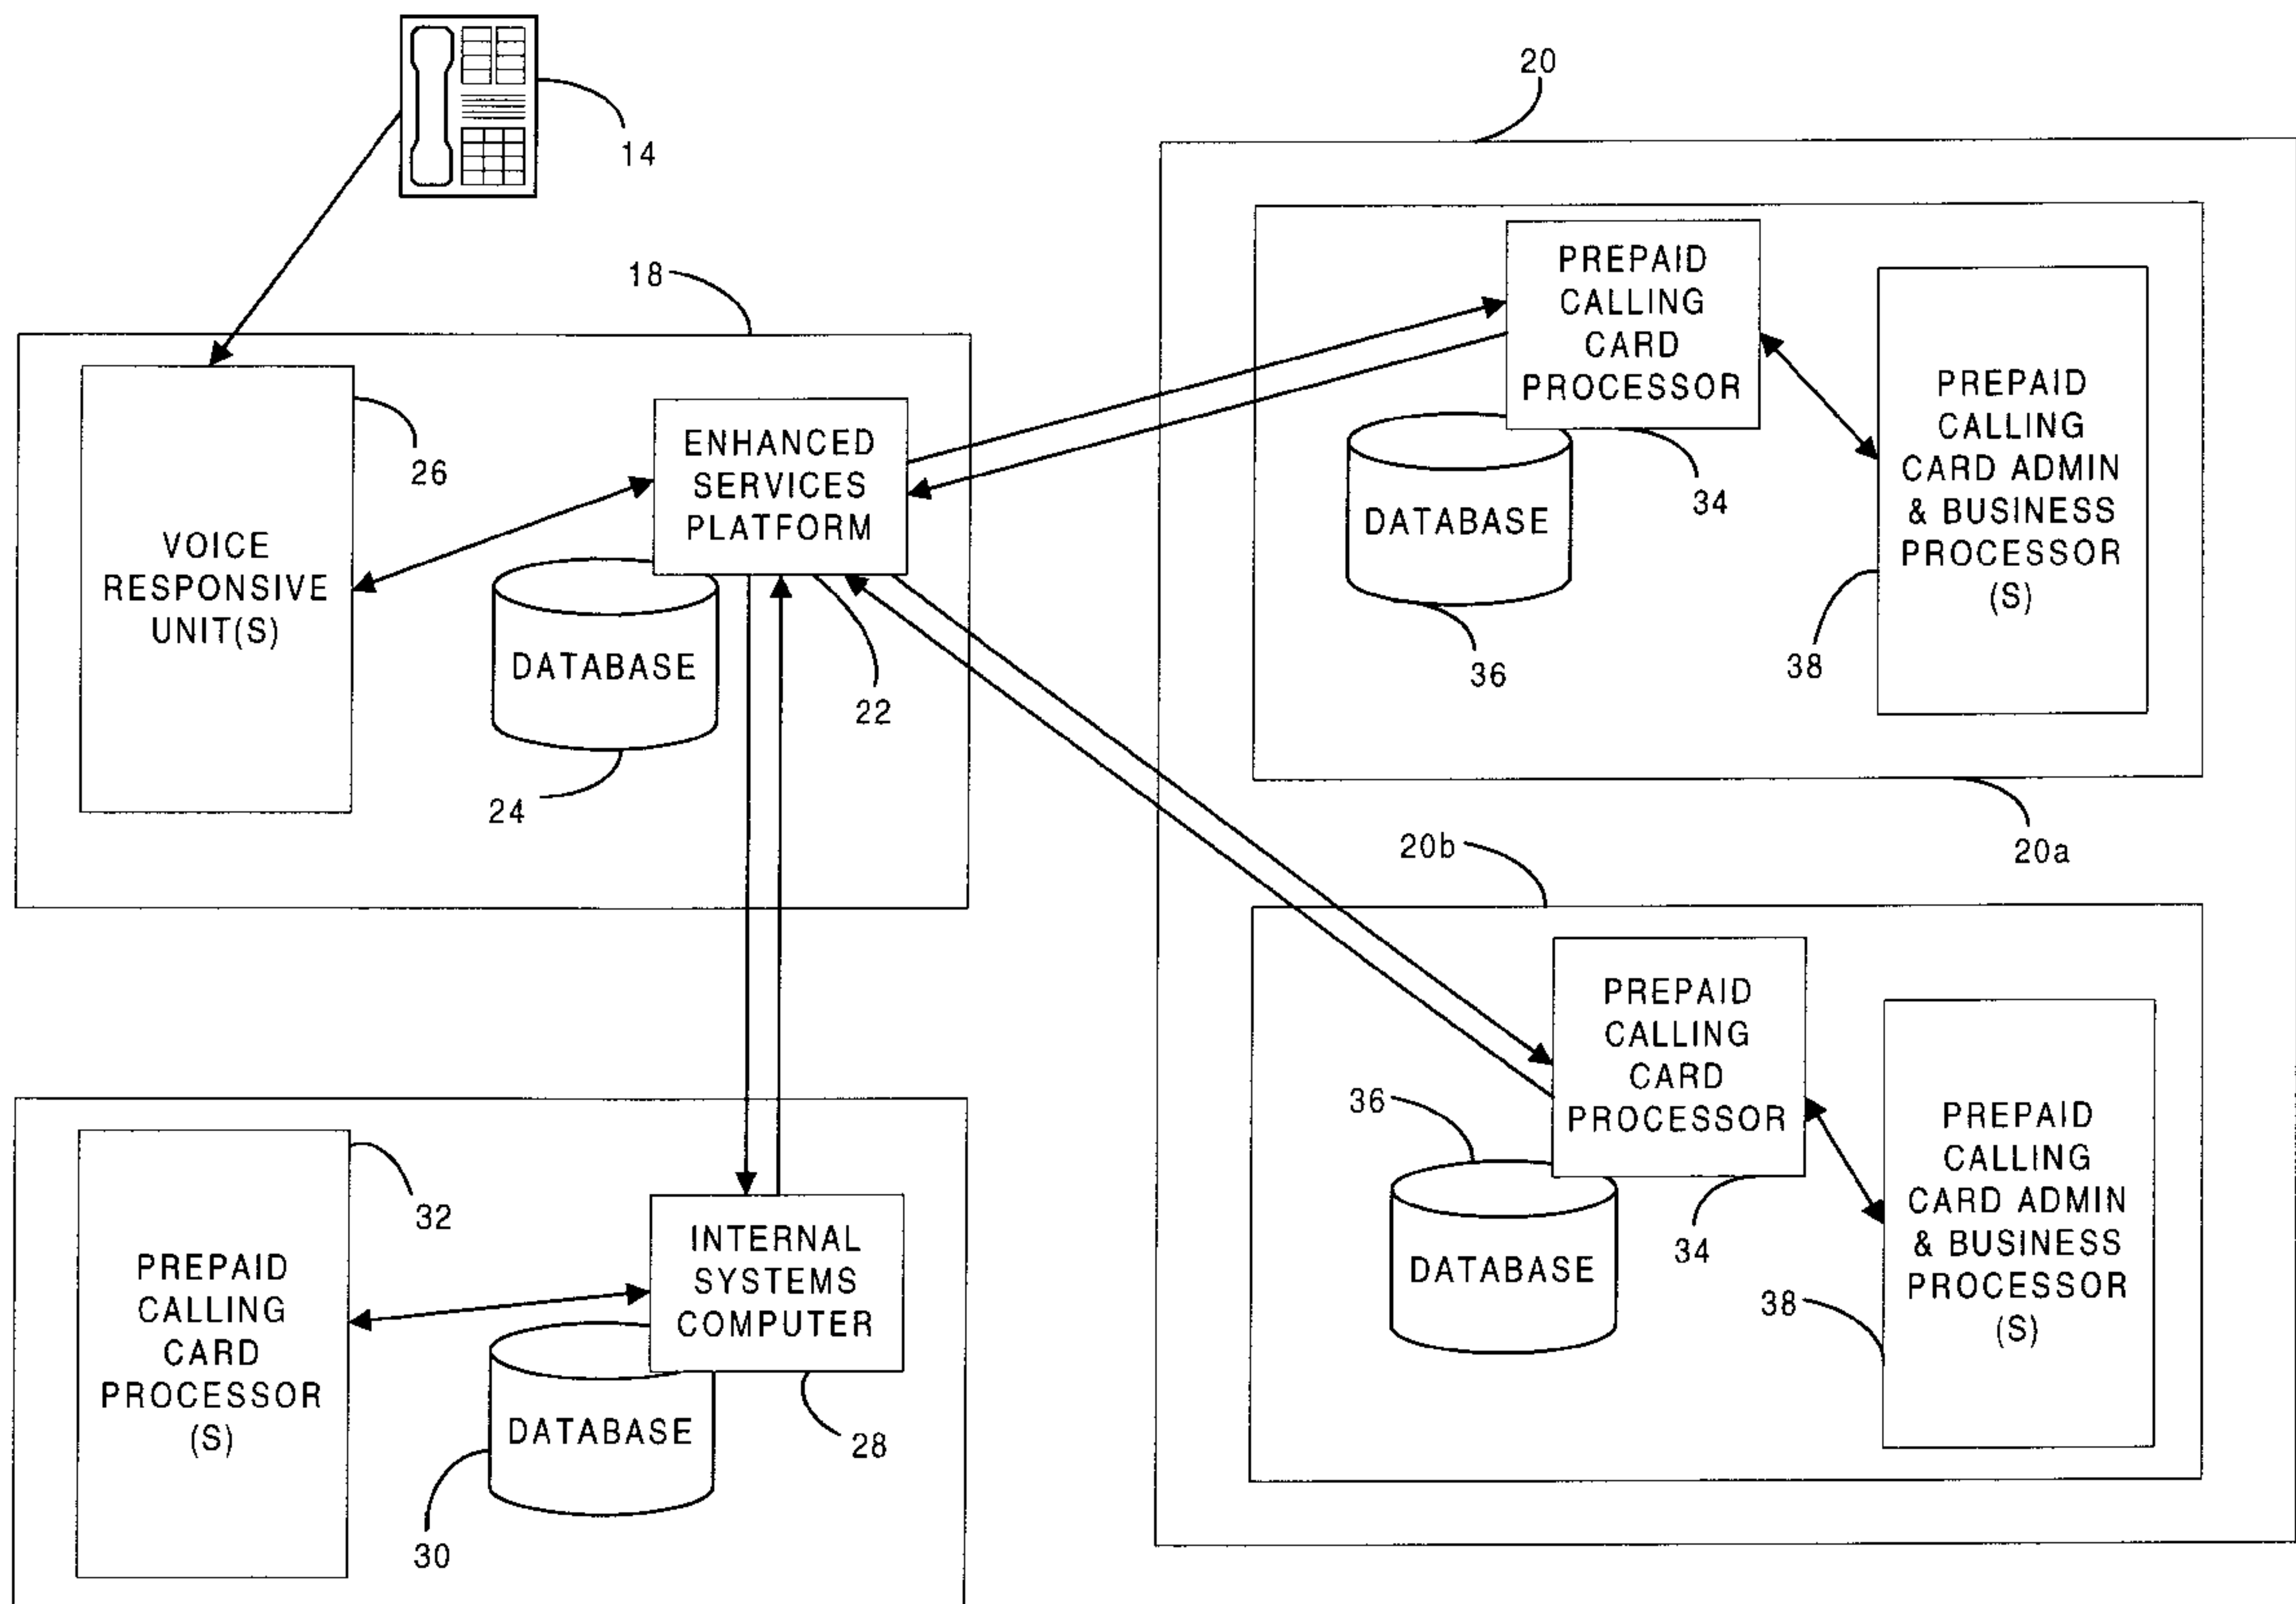 14
20
18
VOICE
RESPONSIVE
UNIT(S)
26
ENHANCED
SERVICES
PLATFORM
DATABASE
22
24
PREPAID
CALLING
CARD
PROCESSOR
34
DATABASE
36
PREPAID
CALLING
CARD ADMIN
& BUSINESS
PROCESSOR
(S)
38
20a
20b
PREPAID
CALLING
CARD
PROCESSOR
34
36
DATABASE
PREPAID
CALLING
CARD ADMIN
& BUSINESS
PROCESSOR
(S)
38
PREPAID
CALLING
CARD
PROCESSOR
(S)
32
INTERNAL
SYSTEMS
COMPUTER
28
DATABASE
30